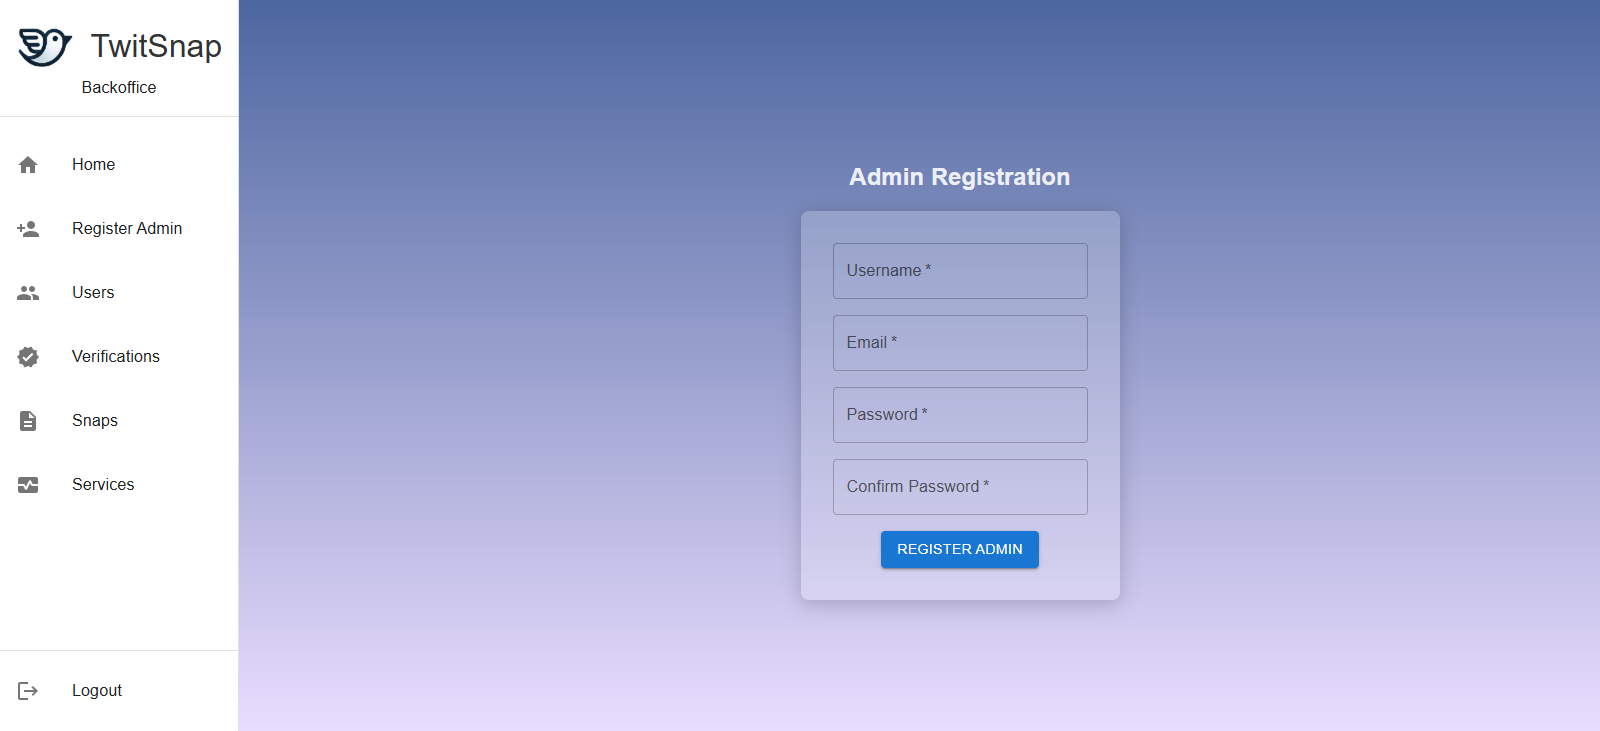 TwitSnap
Backoffice
Home
Register Admin
Users
Verifications
Snaps
Services
Logout
Admin Registration
Username *
Email *
Password *
Confirm Password *
REGISTER ADMIN